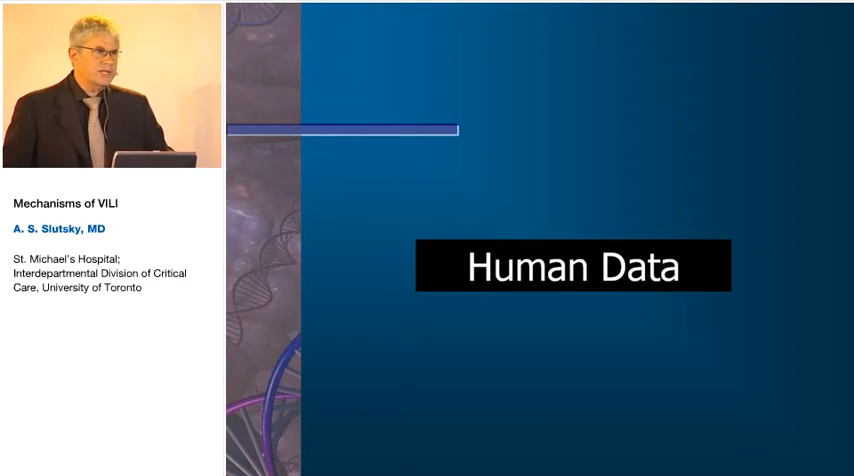 Mechanisms of VILI
A. S. Slutsky, MD
St. Michael's Hospital;
Interdepartmental Division of Critical
Care, University of Toronto
Human Data